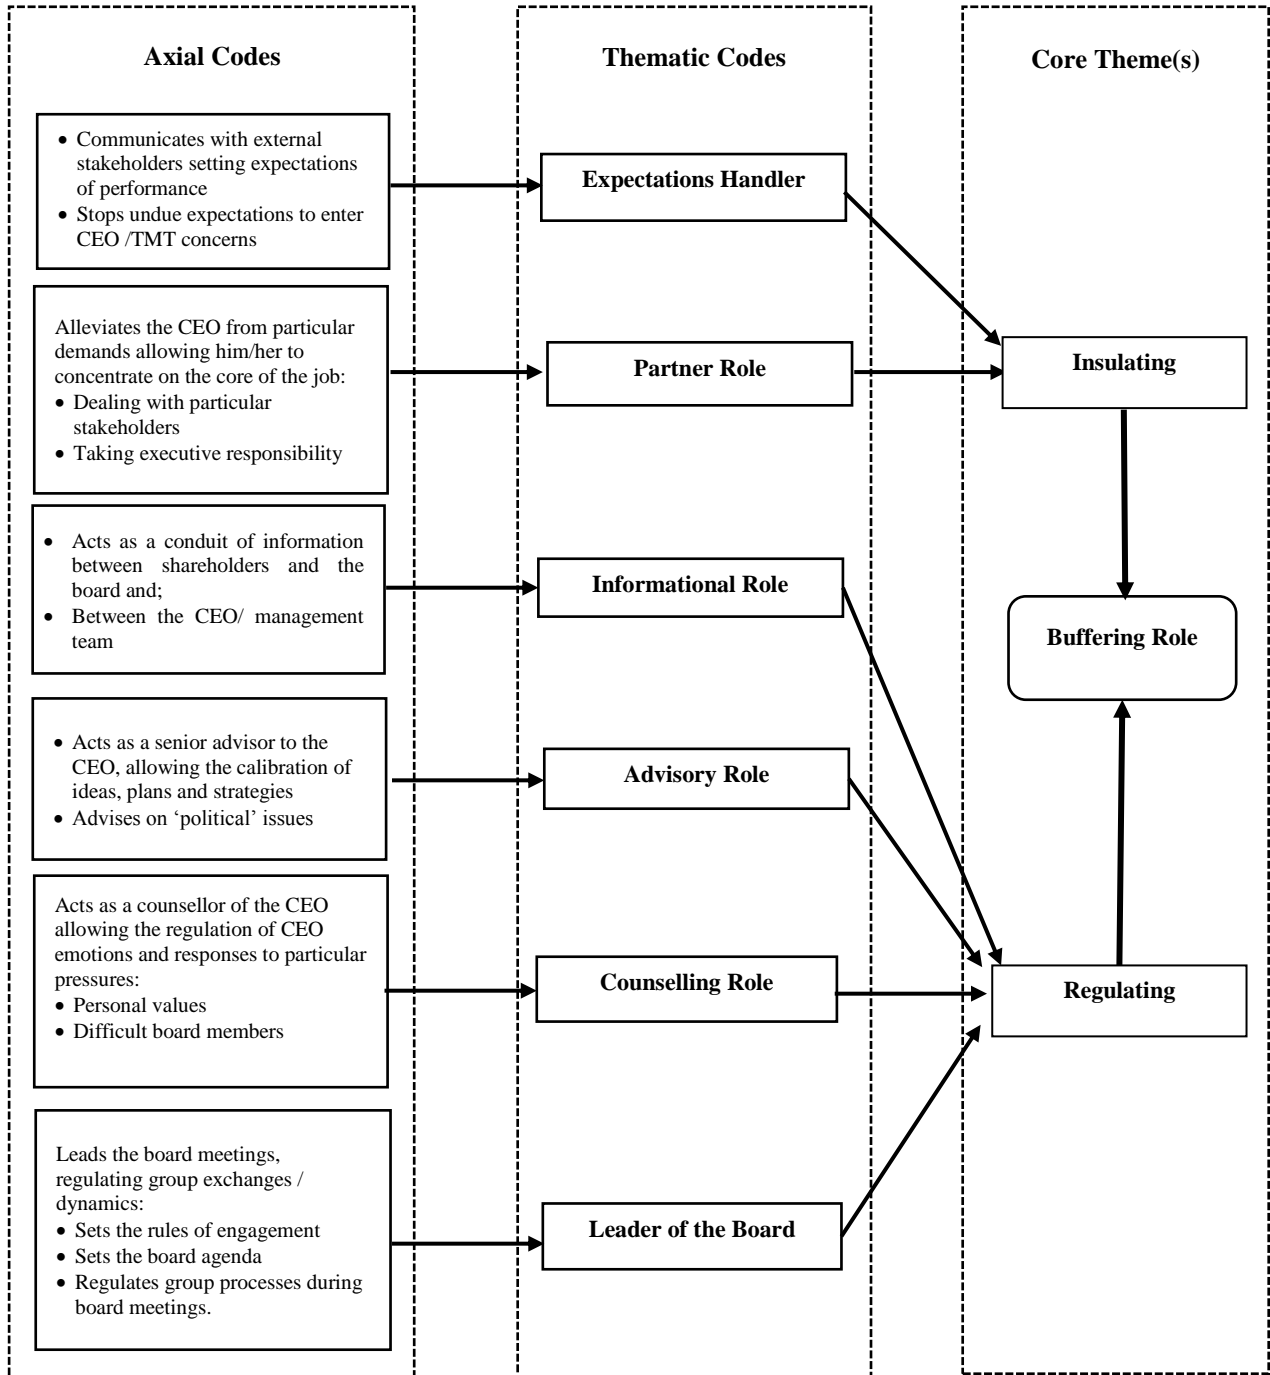 Axial Codes
Thematic Codes
Core Theme(s)
• Communicates with external
stakeholders setting expectations
of performance
• Stops undue expectations to enter
CEO /TMT concerns
Expectations Handler
Alleviates the CEO from particular
demands allowing him/her to
concentrate on the core of the job:
• Dealing with particular
stakeholders
• Taking executive responsibility
Partner Role
Insulating
• Acts as a conduit of information
between shareholders and the
board and;
• Between the CEO/ management
team
Informational Role
Buffering Role
• Acts as a senior advisor to the
CEO, allowing the calibration of
ideas, plans and strategies
• Advises on ‘political’ issues
Advisory Role
Acts as a counsellor of the CEO
allowing the regulation of CEO
emotions and responses to particular
pressures:
• Personal values
• Difficult board members
Counselling Role
Regulating
Leads the board meetings,
regulating group exchanges /
dynamics:
• Sets the rules of engagement
• Sets the board agenda
• Regulates group processes during
board meetings.
Leader of the Board